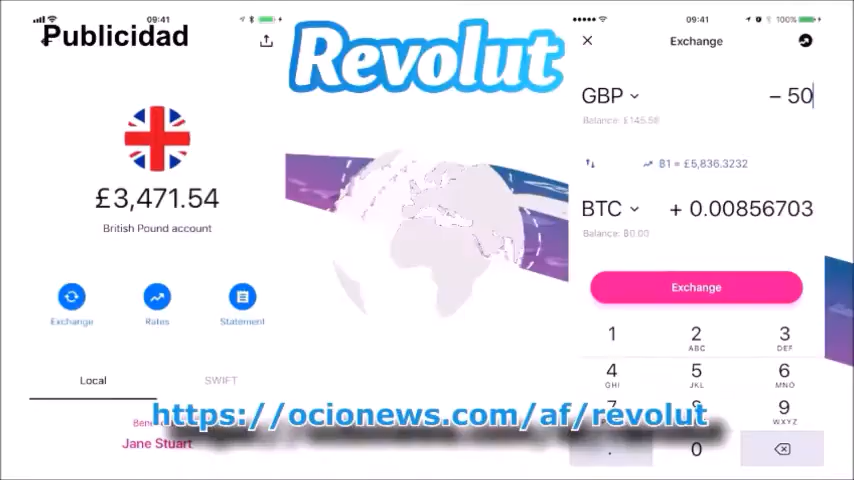 09:41
Publicidad
£3,471.54
British Pound account
Exchange
Rates
Statement
Local
SWIFT
Jane Stuart
Revolut
https://ocionews.com/af/revolut
09:41
100%
Exchange
GBP
− 50
Balance: £145.58
฿1 = £5,836.3232
BTC
+ 0.00856703
Balance: ฿0.00
Exchange
1
2
ABC
3
DEF
4
GHI
5
JKL
6
MNO
9
WXYZ
.
0